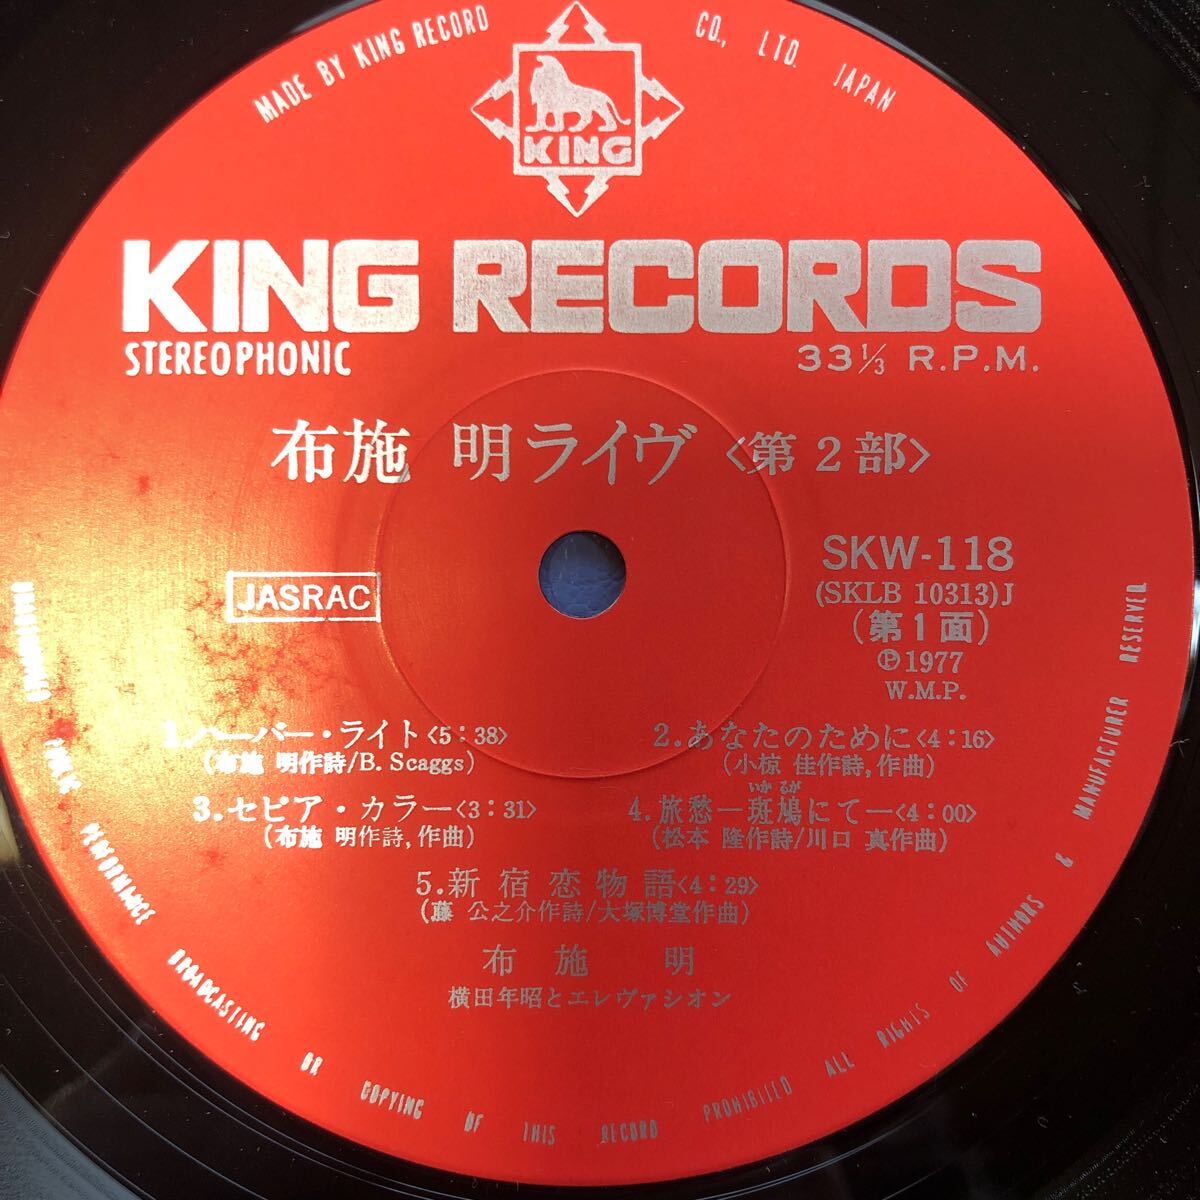 MADE BY KING RECORD CO., LTD. JAPAN
KING
KING RECORDS
STEREOPHONIC
33 1/3 R.P.M.
布施 明ライヴ〈第2部〉
JASRAC
SKW-118
(SKLB 10313)J
(第1面)
Ⓟ1977
W.M.P.
1.ハーバー・ライト〈5:38〉
(布施 明作詩/B. Scaggs)
2.あなたのために〈4:16〉
(小椋 佳作詩,作曲)
3.セピア・カラー〈3:31〉
(布施 明作詩,作曲)
いかるが
4.旅愁―斑鳩にて―〈4:00〉
(松本 隆作詩/川口 真作曲)
5.新宿恋物語〈4:29〉
(藤 公之介作詩/大塚博堂作曲)
布施 明
横田年昭とエレヴァシオン
PUBLIC PERFORMANCE BROADCASTING OR COPYING OF THIS RECORD PROHIBITED ALL RIGHTS OF AUTHORS & MANUFACTURER RESERVED